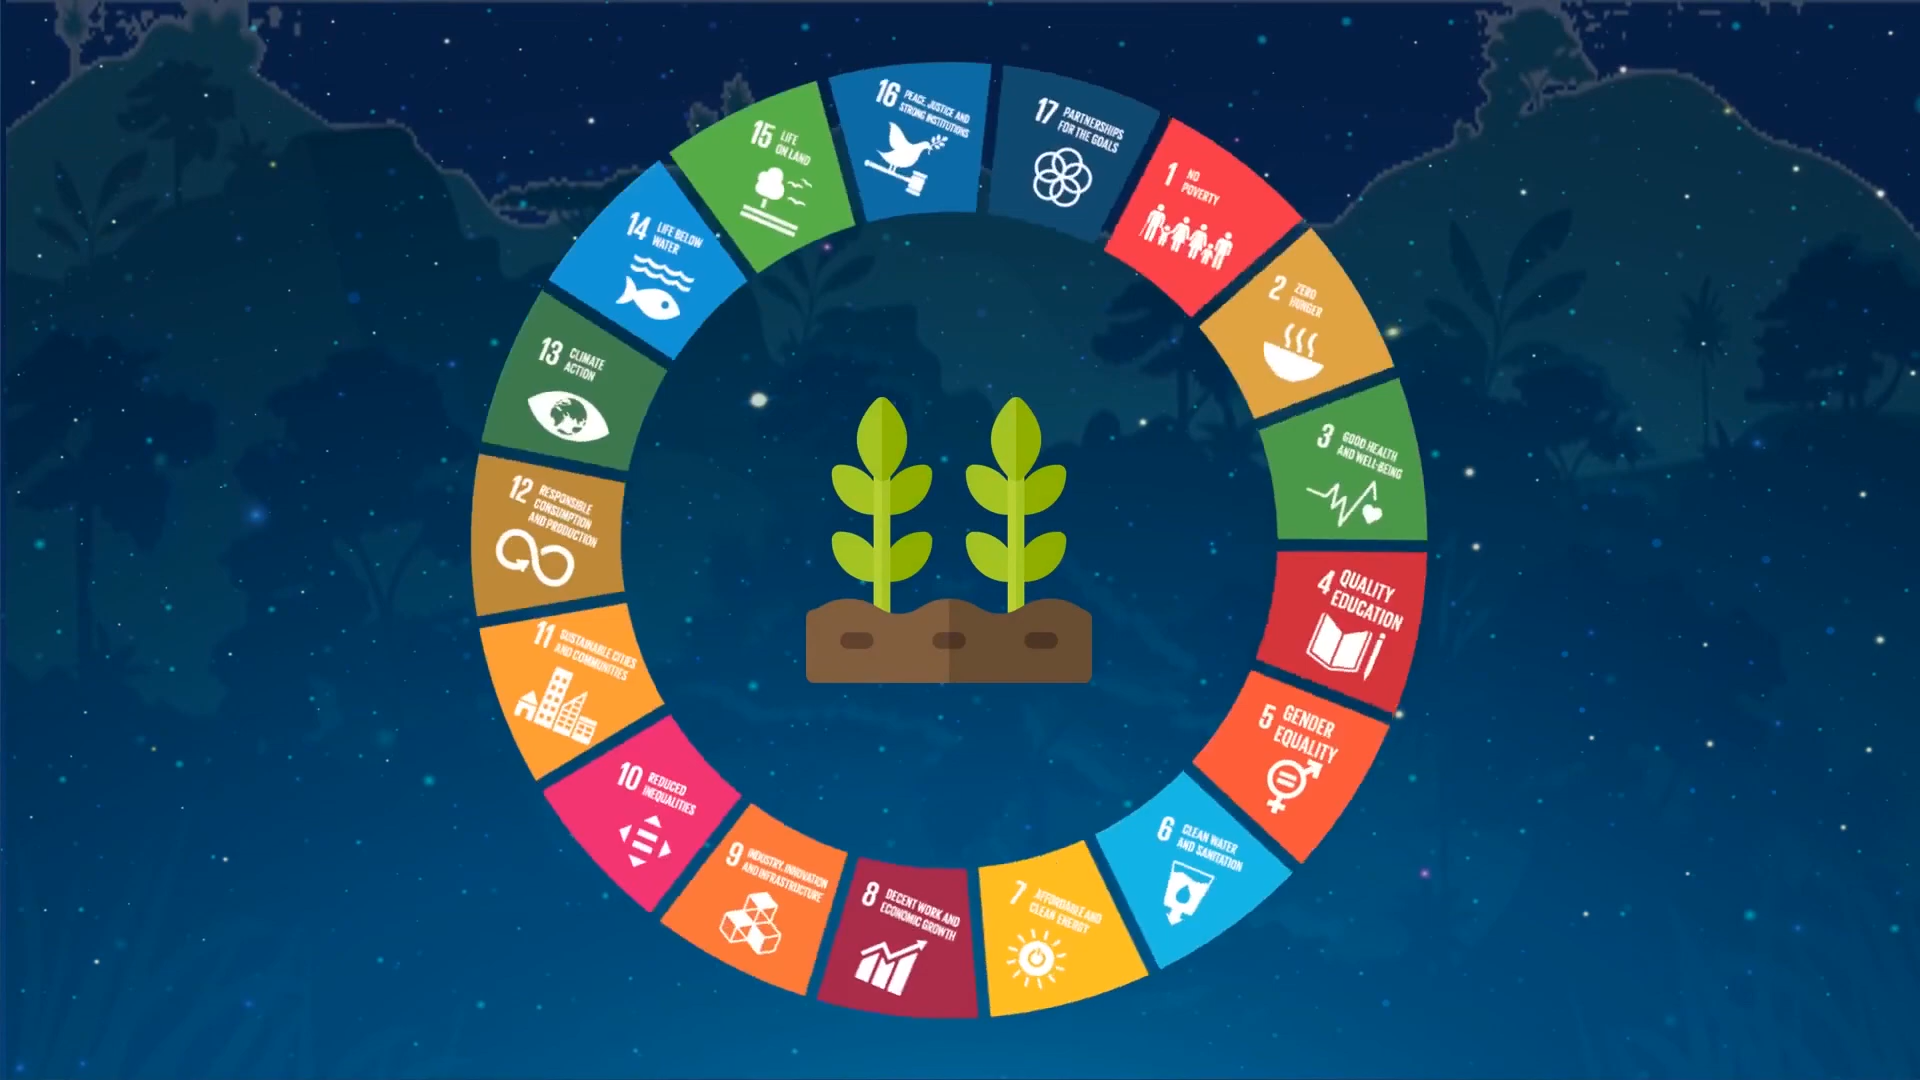 1 NO
POVERTY
2 ZERO
HUNGER
3 GOOD HEALTH
AND WELL-BEING
4 QUALITY
EDUCATION
5 GENDER
EQUALITY
6 CLEAN WATER
AND SANITATION
7 AFFORDABLE AND
CLEAN ENERGY
8 DECENT WORK AND
ECONOMIC GROWTH
9 INDUSTRY, INNOVATION
AND INFRASTRUCTURE
10 REDUCED
INEQUALITIES
11 SUSTAINABLE CITIES
AND COMMUNITIES
12 RESPONSIBLE
CONSUMPTION
AND PRODUCTION
13 CLIMATE
ACTION
14 LIFE BELOW
WATER
15 LIFE
ON LAND
16 PEACE, JUSTICE AND
STRONG INSTITUTIONS
17 PARTNERSHIPS
FOR THE GOALS